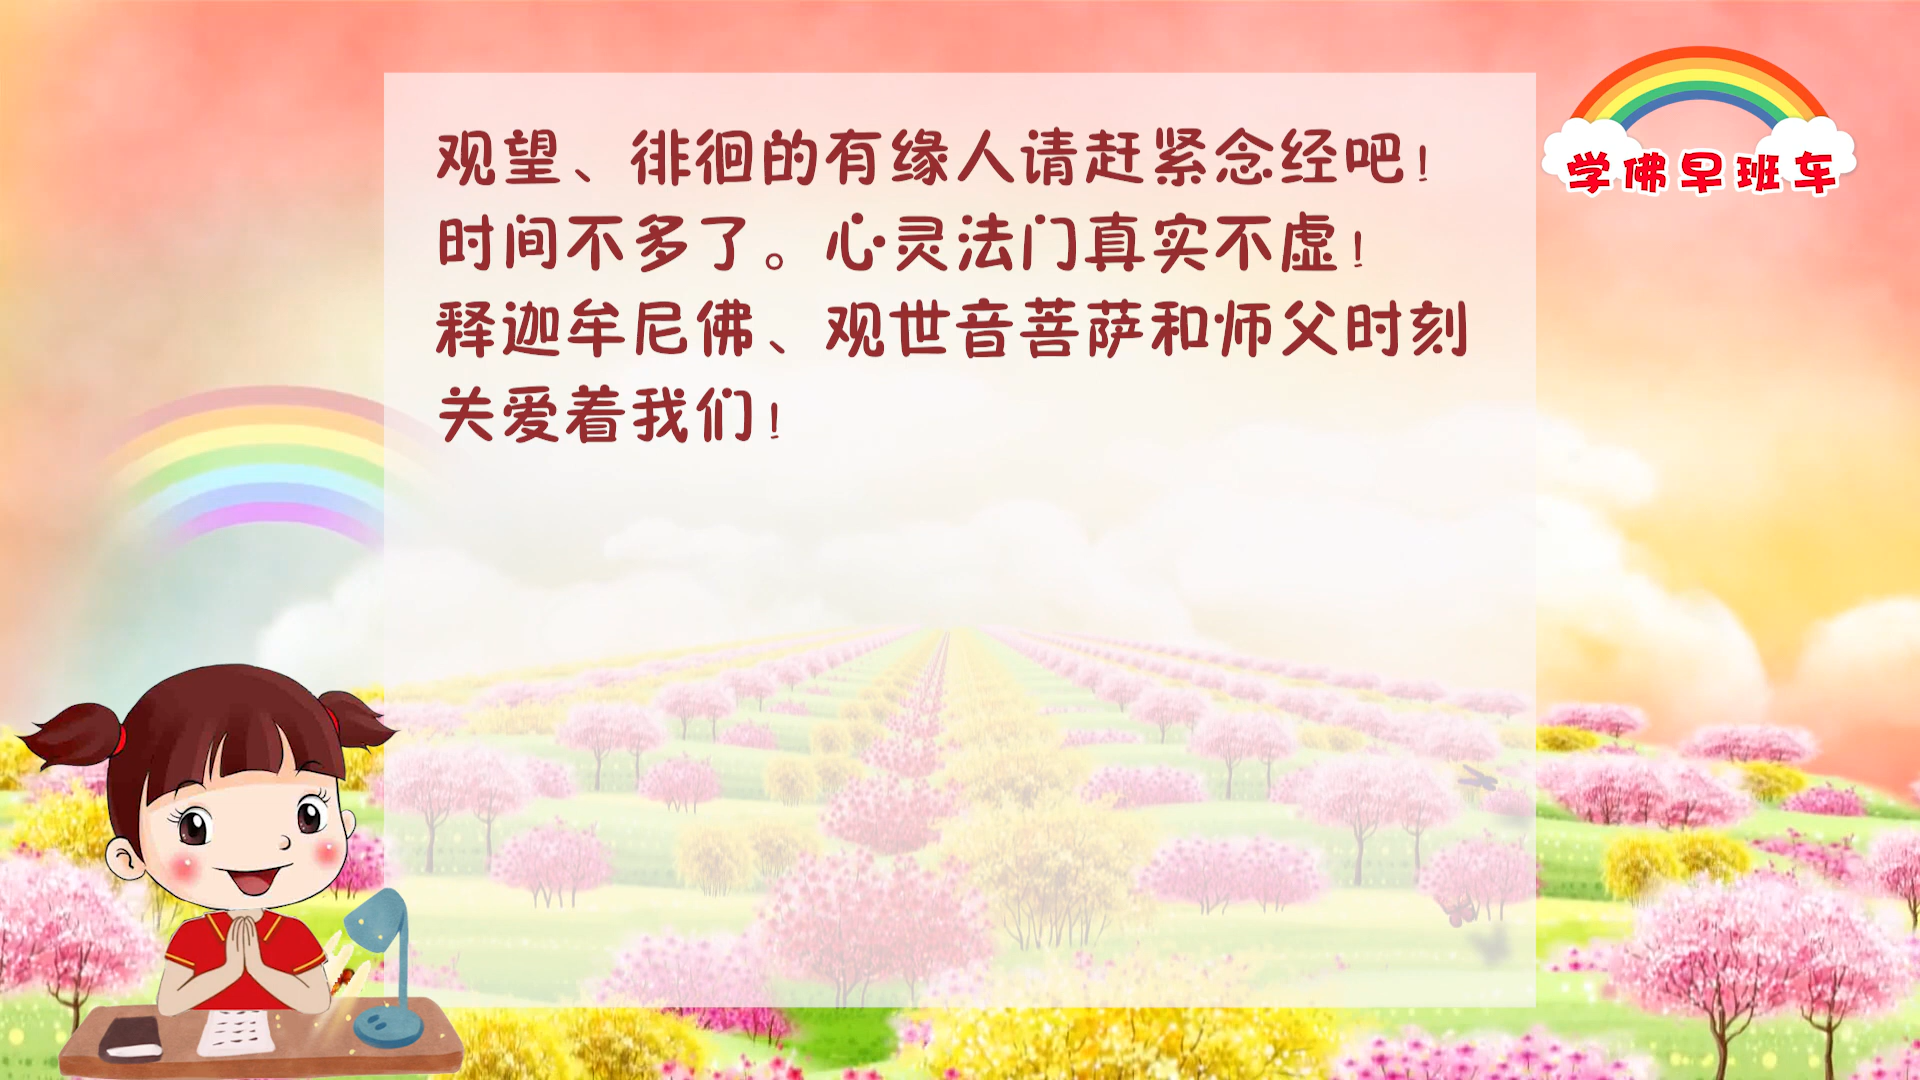 学佛早班车
观望、徘徊的有缘人请赶紧念经吧！
时间不多了。心灵法门真实不虚！
释迦牟尼佛、观世音菩萨和师父时刻
关爱着我们！